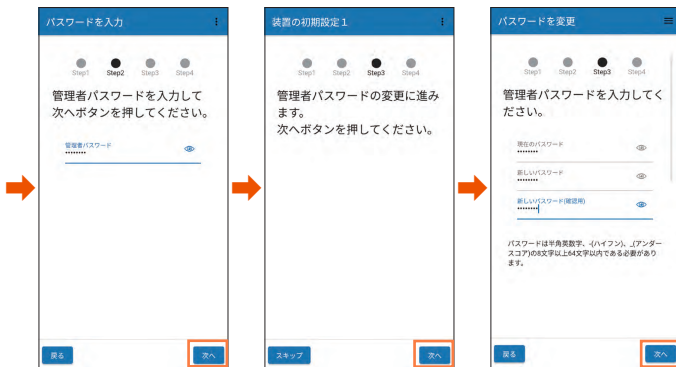 パスワードを入力
Step1 Step2 Step3 Step4
管理者パスワードを入力して
次へボタンを押してください。
管理者パスワード
••••••••
戻る
次へ
装置の初期設定1
Step1 Step2 Step3 Step4
管理者パスワードの変更に進み
ます。
次へボタンを押してください。
スキップ
次へ
パスワードを変更
Step1 Step2 Step3 Step4
管理者パスワードを入力してく
ださい。
現在のパスワード
••••••••
新しいパスワード
••••••••
新しいパスワード(確認用)
••••••••
パスワードは半角英数字、-(ハイフン)、_(アンダー
スコア)の8文字以上64文字以内である必要があり
ます。
戻る
次へ